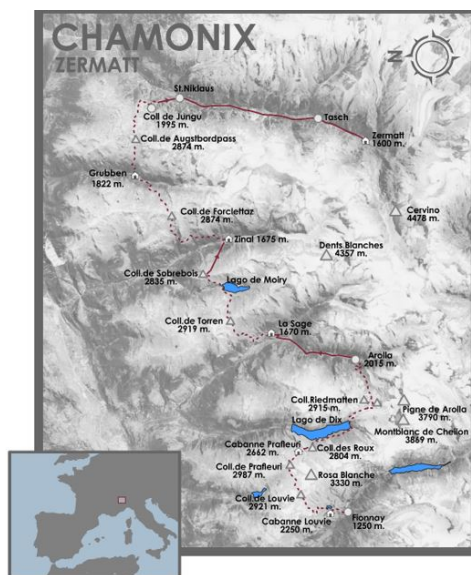 CHAMONIX
ZERMATT
N
St.Niklaus
Coll de Jungu
1995 m.
Tasch
Zermatt
1600 m.
Coll.de Augstbordpass
2874 m.
Grubben
1822 m.
Coll.de Forclettaz
2874 m.
Cervino
4478 m.
Zinal 1675 m.
Dents Blanches
4357 m.
Coll.de Sobrebois
2835 m.
Lago de Moiry
Coll.de Torren
2919 m.
La Sage
1670 m.
Arolla
2015 m.
Coll.Riedmatten
2915 m.
Pigne de Arolla
3790 m.
Lago de Dix
Montblanc de Cheilon
3869 m.
Cabanne Prafleuri
2662 m.
Coll.des Roux
2804 m.
Coll.de Prafleuri
2987 m.
Rosa Blanche
3330 m.
Coll.de Louvie
2921 m.
Cabanne Louvie
2250 m.
Fionnay
1250 m.